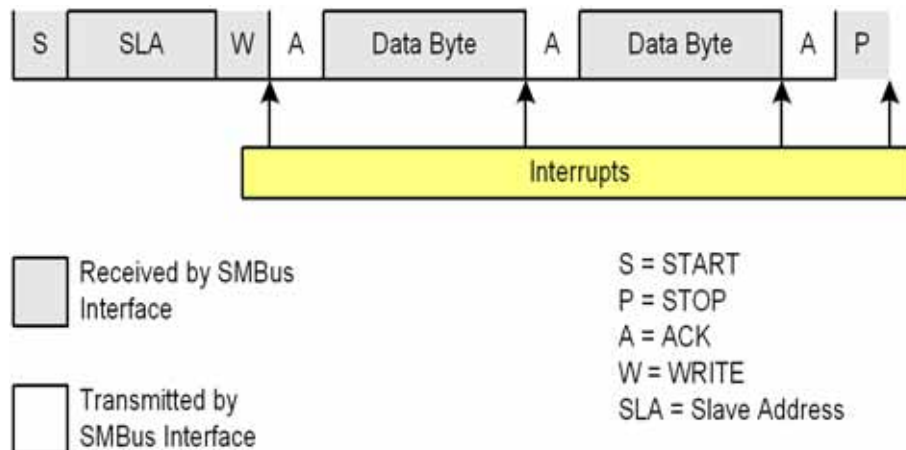 S SLA W A Data Byte A Data Byte A P
Interrupts
Received by SMBus
Interface
Transmitted by
SMBus Interface
S = START
P = STOP
A = ACK
W = WRITE
SLA = Slave Address